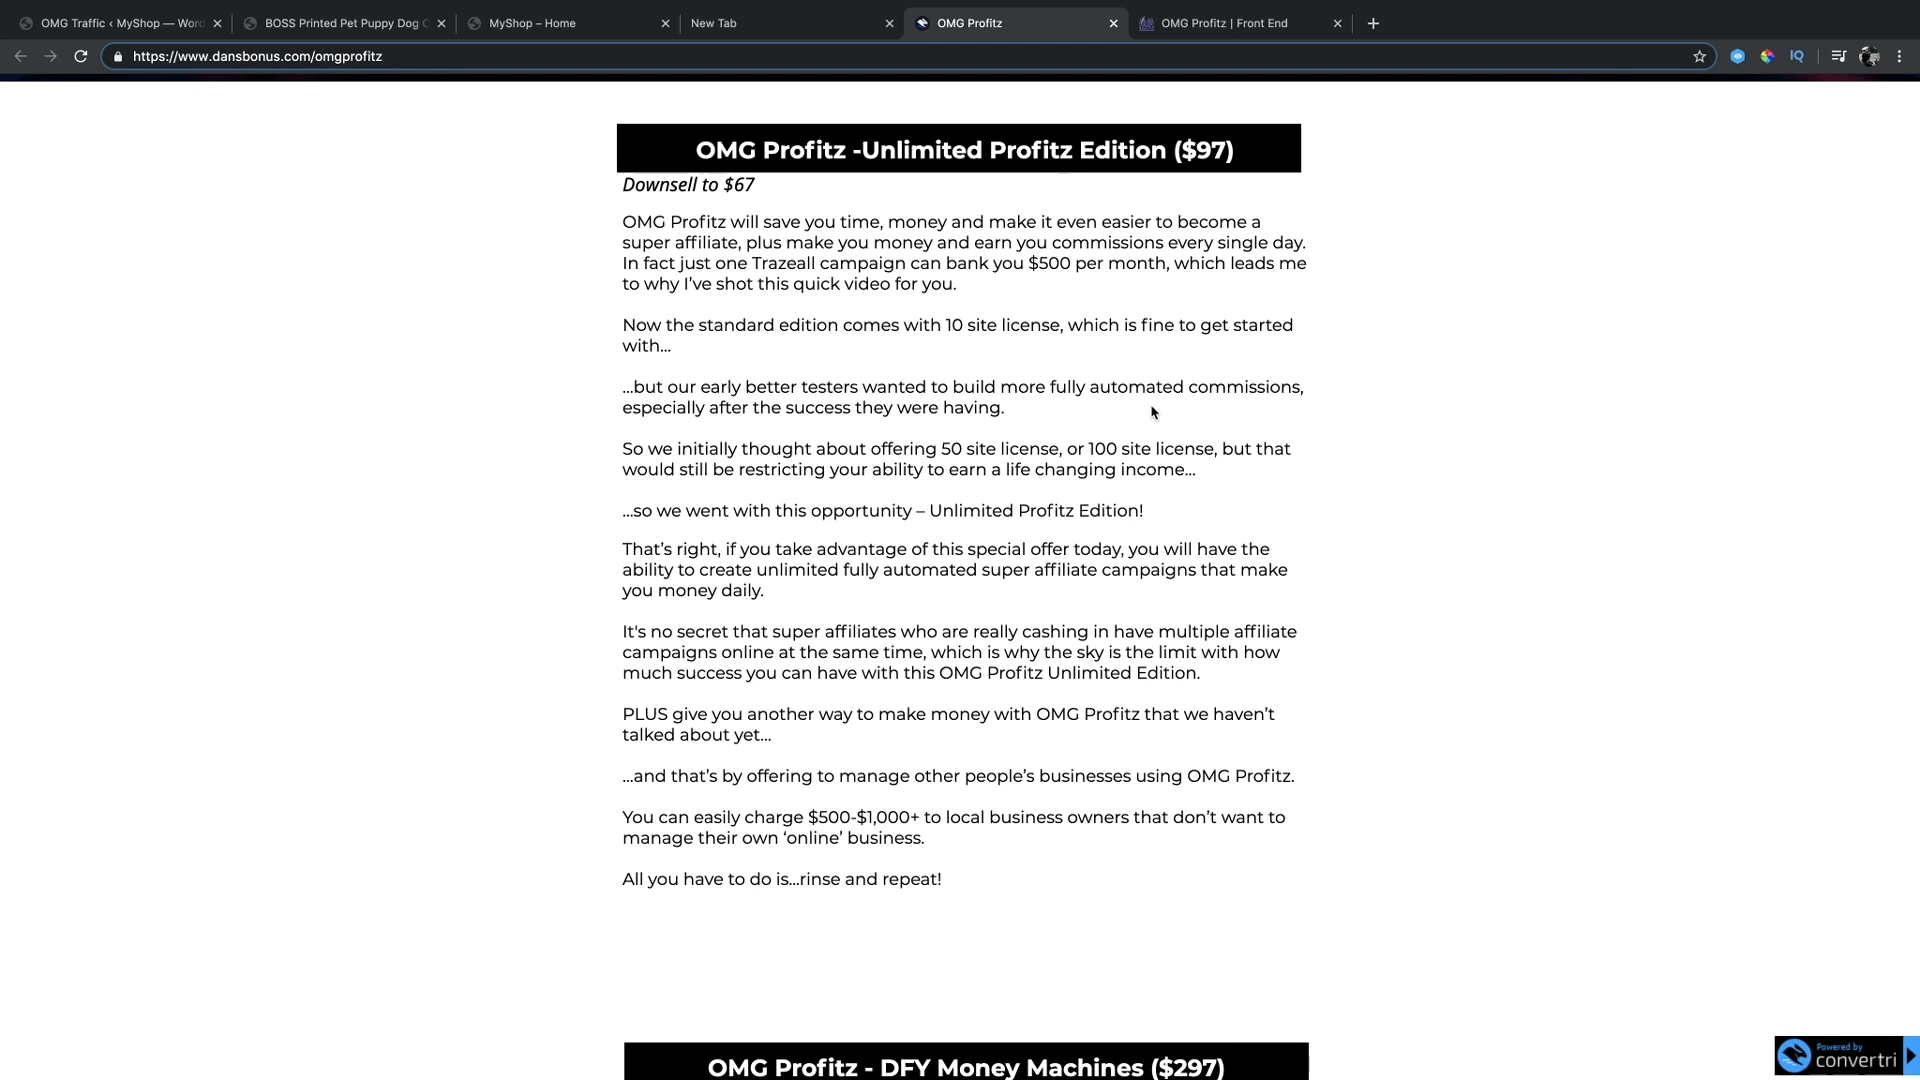 OMG Traffic ‹ MyShop — Word
BOSS Printed Pet Puppy Dog C
MyShop – Home
New Tab
OMG Profitz
OMG Profitz | Front End
https://www.dansbonus.com/omgprofitz
IQ
OMG Profitz -Unlimited Profitz Edition ($97)
Downsell to $67
OMG Profitz will save you time, money and make it even easier to become a
super affiliate, plus make you money and earn you commissions every single day.
In fact just one Trazeall campaign can bank you $500 per month, which leads me
to why I’ve shot this quick video for you.
Now the standard edition comes with 10 site license, which is fine to get started
with…
…but our early better testers wanted to build more fully automated commissions,
especially after the success they were having.
So we initially thought about offering 50 site license, or 100 site license, but that
would still be restricting your ability to earn a life changing income…
…so we went with this opportunity – Unlimited Profitz Edition!
That’s right, if you take advantage of this special offer today, you will have the
ability to create unlimited fully automated super affiliate campaigns that make
you money daily.
It's no secret that super affiliates who are really cashing in have multiple affiliate
campaigns online at the same time, which is why the sky is the limit with how
much success you can have with this OMG Profitz Unlimited Edition.
PLUS give you another way to make money with OMG Profitz that we haven’t
talked about yet…
…and that’s by offering to manage other people’s businesses using OMG Profitz.
You can easily charge $500-$1,000+ to local business owners that don’t want to
manage their own ‘online’ business.
All you have to do is…rinse and repeat!
OMG Profitz - DFY Money Machines ($297)
Powered by
convertri